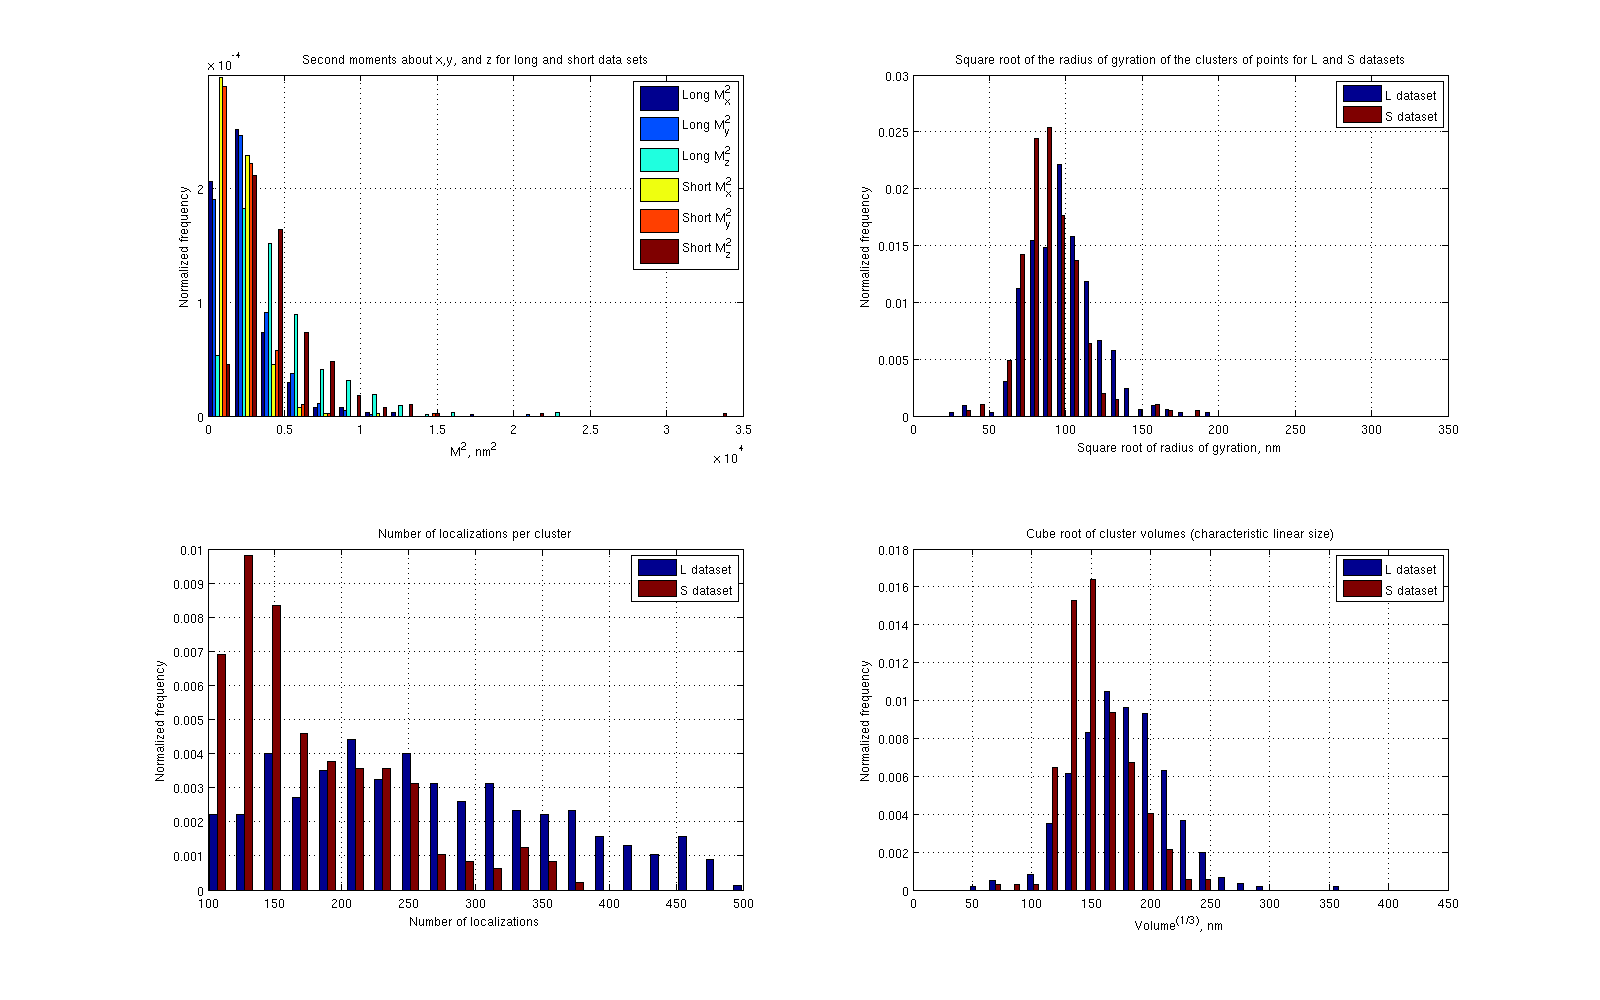 Second moments about x,y, and z for long and short data sets
× 10^-4
Normalized frequency
2
1
0
Long M_x^2
Long M_y^2
Long M_z^2
Short M_x^2
Short M_y^2
Short M_z^2
0 0.5 1 1.5 2 2.5 3 3.5
M^2, nm^2
× 10^4
Square root of the radius of gyration of the clusters of points for L and S datasets
Normalized frequency
0.03
0.025
0.02
0.015
0.01
0.005
0
L dataset
S dataset
0 50 100 150 200 250 300 350
Square root of radius of gyration, nm
Number of localizations per cluster
Normalized frequency
0.01
0.009
0.008
0.007
0.006
0.005
0.004
0.003
0.002
0.001
0
L dataset
S dataset
100 150 200 250 300 350 400 450 500
Number of localizations
Cube root of cluster volumes (characteristic linear size)
Normalized frequency
0.018
0.016
0.014
0.012
0.01
0.008
0.006
0.004
0.002
0
L dataset
S dataset
0 50 100 150 200 250 300 350 400 450
Volume^(1/3), nm